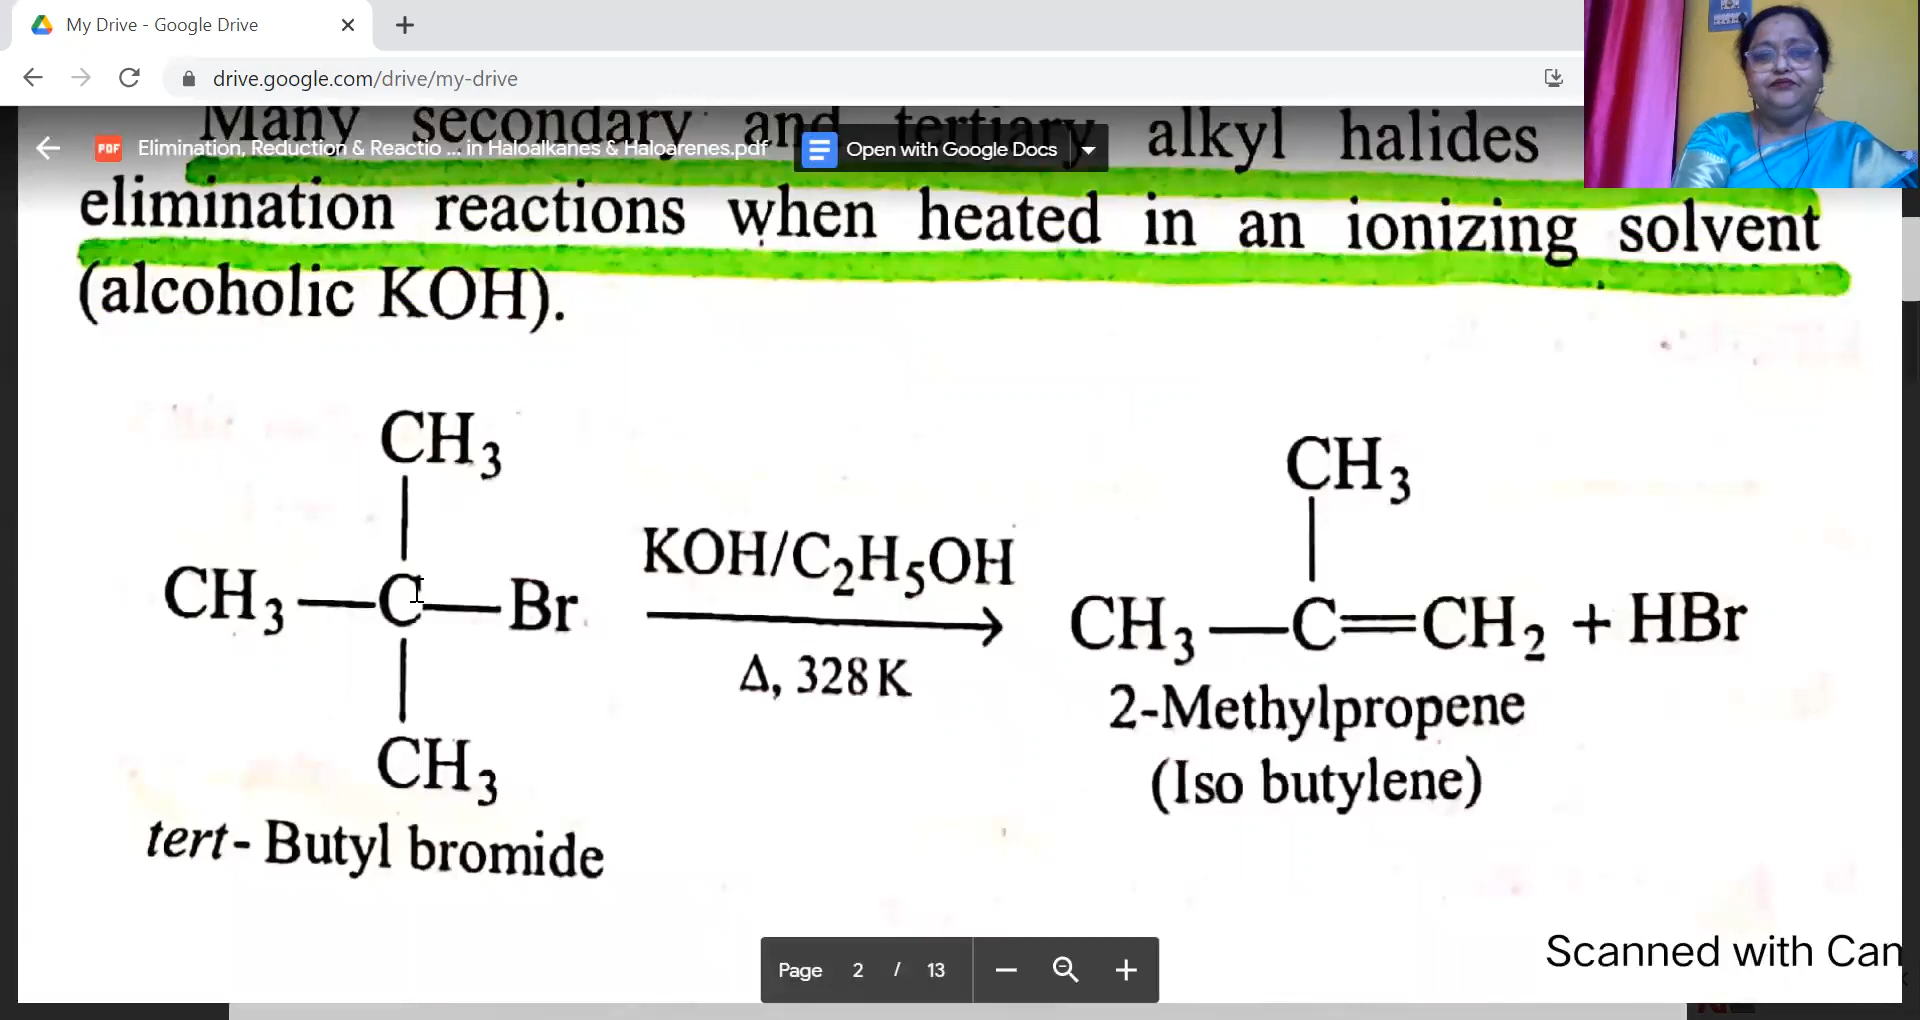 My Drive - Google Drive
drive.google.com/drive/my-drive
Many secondary and tertiary alkyl halides
Elimination, Reduction & Reactio ... in Haloalkanes & Haloarenes.pdf
PDF
Open with Google Docs
elimination reactions when heated in an ionizing solvent
(alcoholic KOH).
CH3
CH3—C—Br
CH3
tert- Butyl bromide
KOH/C2H5OH
Δ, 328 K
CH3
CH3—C=CH2 + HBr
2-Methylpropene
(Iso butylene)
Scanned with Can
Page 2 / 13